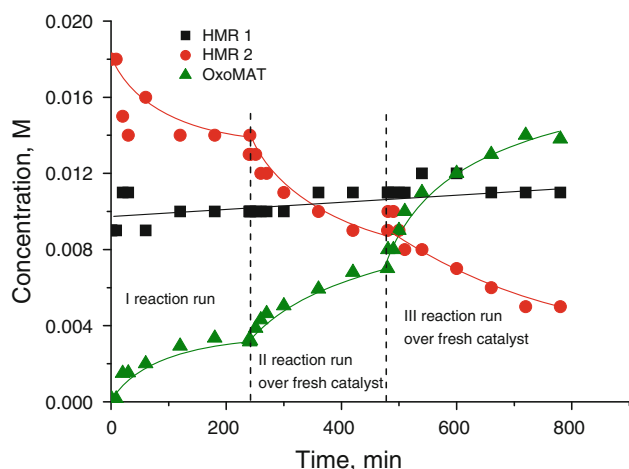 HMR 1
HMR 2
OxoMAT
0.020
0.016
0.012
0.008
0.004
0.000
Concentration, M
I reaction run
II reaction run
over fresh catalyst
III reaction run
over fresh catalyst
0
200
400
600
800
Time, min